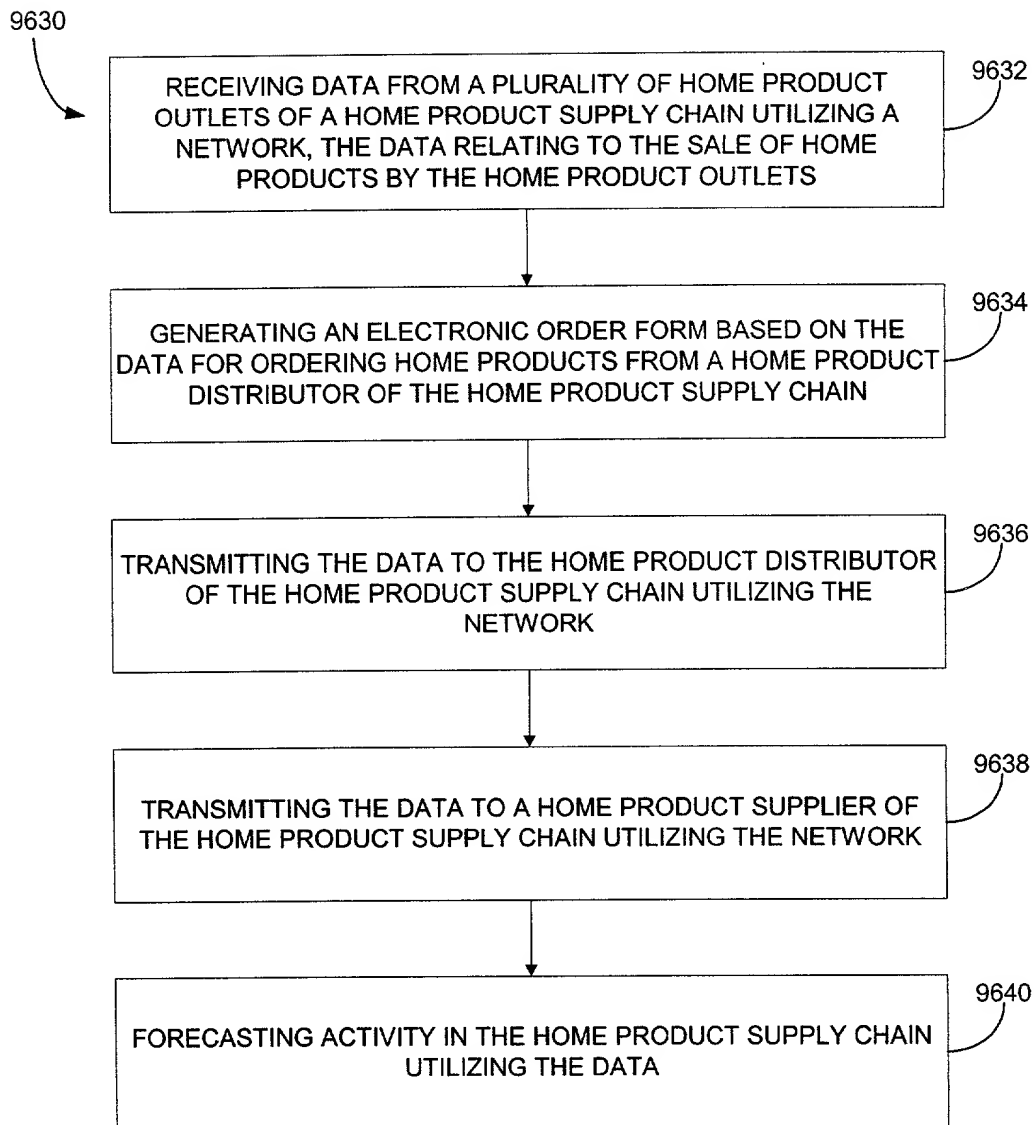 9630
9632
RECEIVING DATA FROM A PLURALITY OF HOME PRODUCT
OUTLETS OF A HOME PRODUCT SUPPLY CHAIN UTILIZING A
NETWORK, THE DATA RELATING TO THE SALE OF HOME
PRODUCTS BY THE HOME PRODUCT OUTLETS
9634
GENERATING AN ELECTRONIC ORDER FORM BASED ON THE
DATA FOR ORDERING HOME PRODUCTS FROM A HOME PRODUCT
DISTRIBUTOR OF THE HOME PRODUCT SUPPLY CHAIN
9636
TRANSMITTING THE DATA TO THE HOME PRODUCT DISTRIBUTOR
OF THE HOME PRODUCT SUPPLY CHAIN UTILIZING THE
NETWORK
9638
TRANSMITTING THE DATA TO A HOME PRODUCT SUPPLIER OF
THE HOME PRODUCT SUPPLY CHAIN UTILIZING THE NETWORK
9640
FORECASTING ACTIVITY IN THE HOME PRODUCT SUPPLY CHAIN
UTILIZING THE DATA